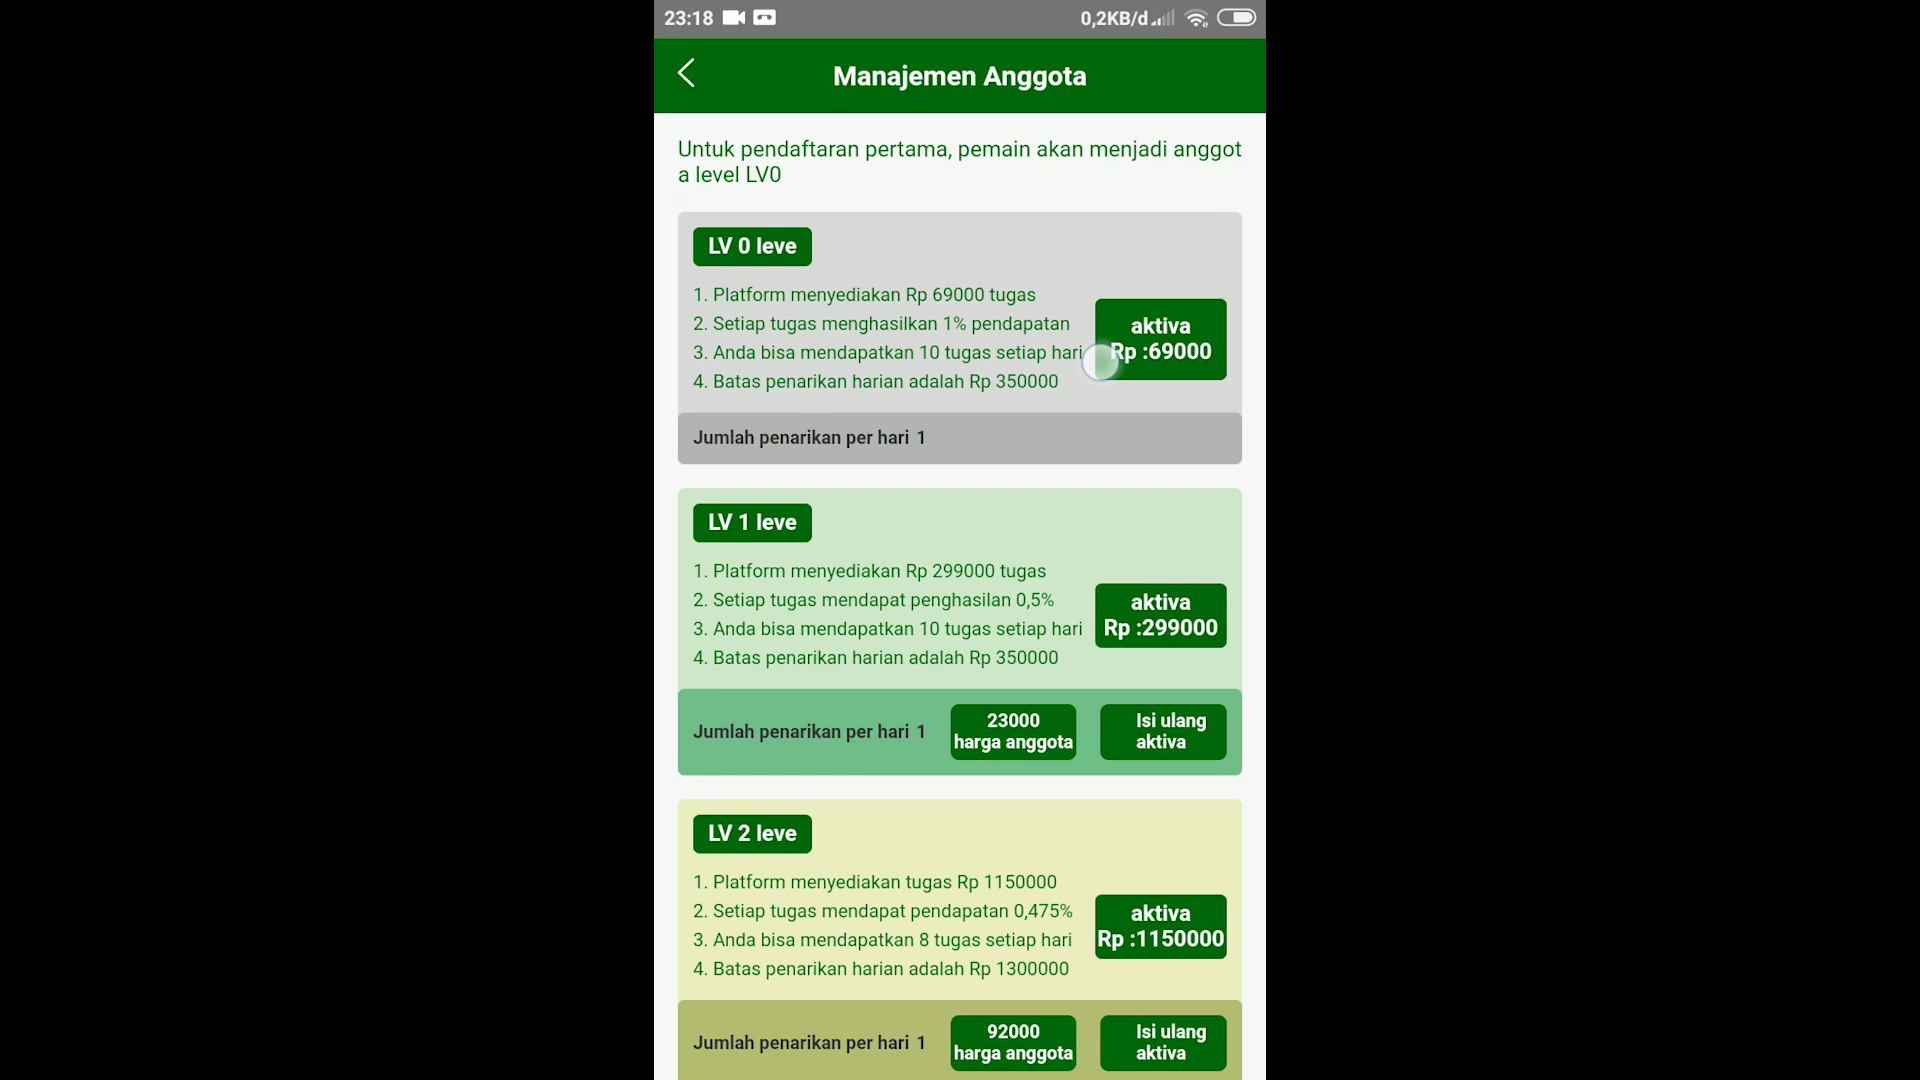 23:18
0,2KB/d
Manajemen Anggota
Untuk pendaftaran pertama, pemain akan menjadi anggot
a level LV0
LV 0 leve
1. Platform menyediakan Rp 69000 tugas
2. Setiap tugas menghasilkan 1% pendapatan
3. Anda bisa mendapatkan 10 tugas setiap hari
4. Batas penarikan harian adalah Rp 350000
aktiva
Rp :69000
Jumlah penarikan per hari 1
LV 1 leve
1. Platform menyediakan Rp 299000 tugas
2. Setiap tugas mendapat penghasilan 0,5%
3. Anda bisa mendapatkan 10 tugas setiap hari
4. Batas penarikan harian adalah Rp 350000
aktiva
Rp :299000
Jumlah penarikan per hari 1
23000
harga anggota
Isi ulang
aktiva
LV 2 leve
1. Platform menyediakan tugas Rp 1150000
2. Setiap tugas mendapat pendapatan 0,475%
3. Anda bisa mendapatkan 8 tugas setiap hari
4. Batas penarikan harian adalah Rp 1300000
aktiva
Rp :1150000
Jumlah penarikan per hari 1
92000
harga anggota
Isi ulang
aktiva